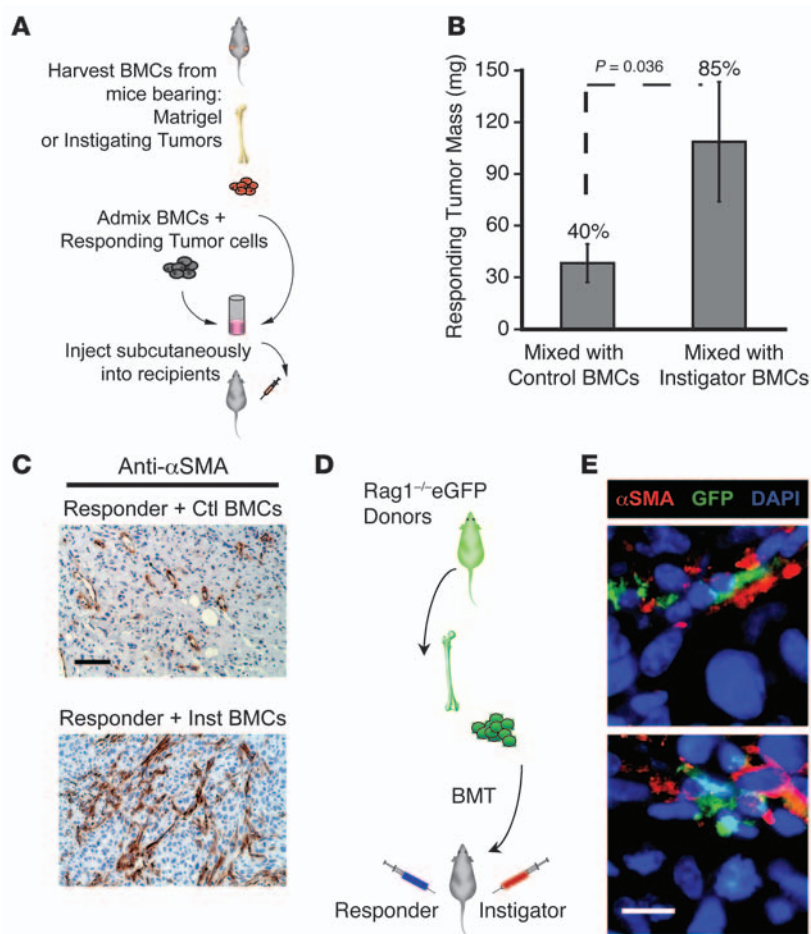 A
Harvest BMCs from
mice bearing:
Matrigel
or Instigating Tumors
Admix BMCs +
Responding Tumor cells
Inject subcutaneously
into recipients
B
Responding Tumor Mass (mg)
150
120
90
60
30
0
P = 0.036
40%
85%
Mixed with
Control BMCs
Mixed with
Instigator BMCs
C
Anti-αSMA
Responder + Ctl BMCs
Responder + Inst BMCs
D
Rag1–/–eGFP
Donors
BMT
Responder
Instigator
E
αSMA GFP DAPI